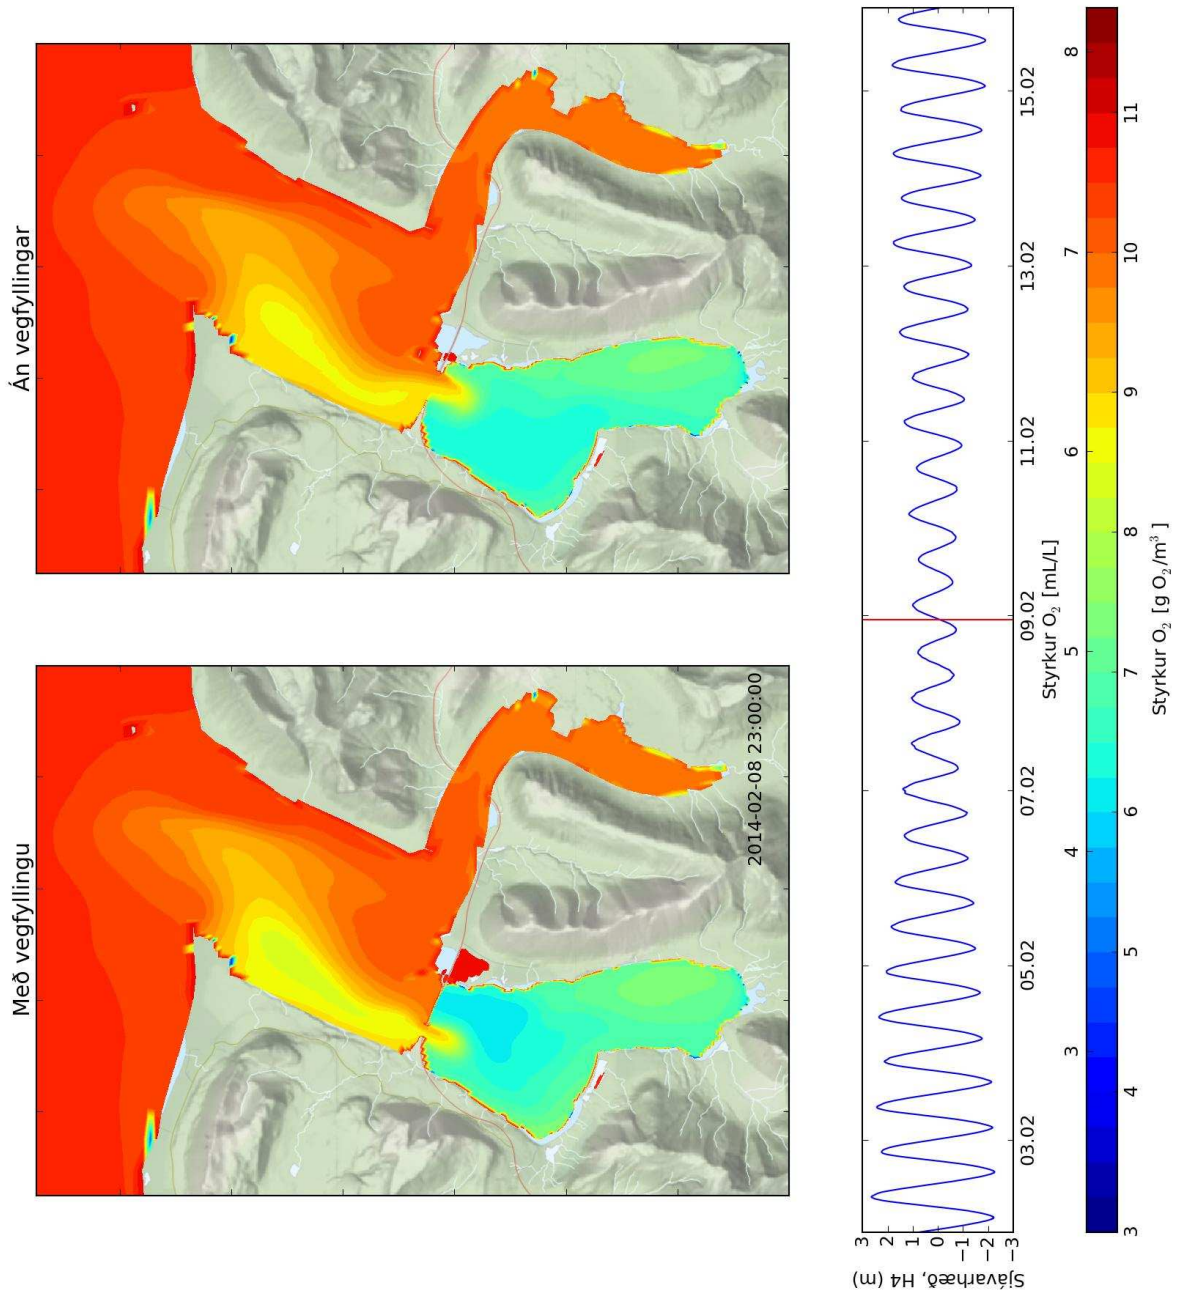 Með vegfyllingu
Án vegfyllingar
2014-02-08 23:00:00
Sjávarhæð, H4 (m)
3
2
1
0
−1
−2
−3
03.02 05.02 07.02 09.02 11.02 13.02 15.02
Styrkur O₂ [mL/L]
3 4 5 6 7 8
3 4 5 6 7 8 9 10 11
Styrkur O₂ [g O₂/m³]